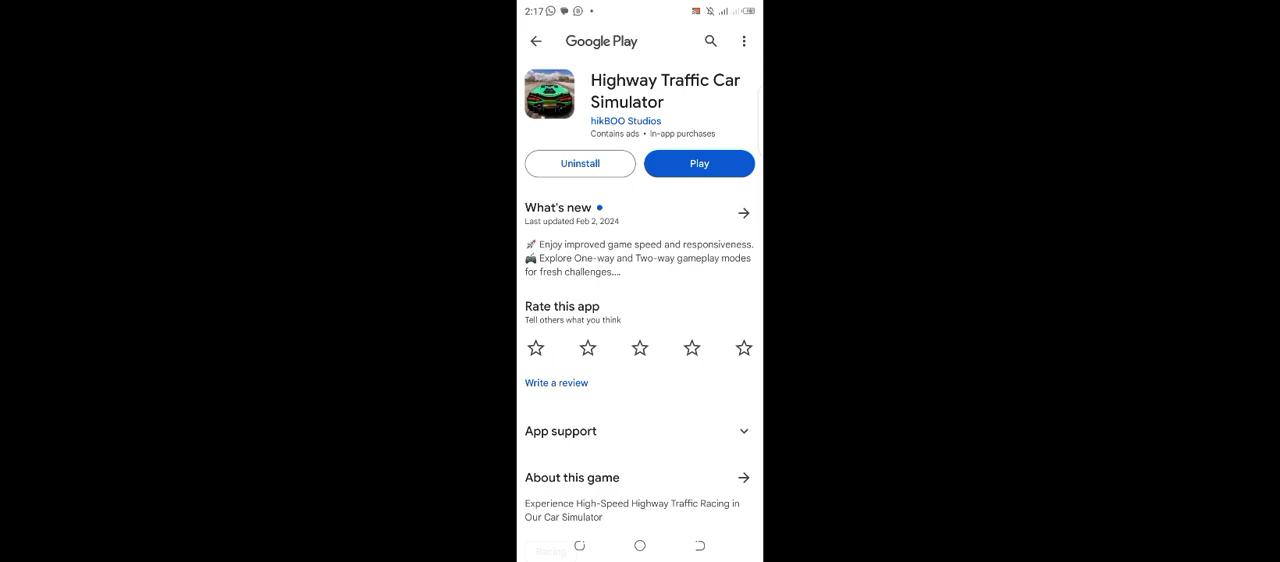 2:17
Google Play
Highway Traffic Car
Simulator
hikBOO Studios
Contains ads • In-app purchases
Uninstall
Play
What's new
Last updated Feb 2, 2024
🚀 Enjoy improved game speed and responsiveness.
🎮 Explore One-way and Two-way gameplay modes
for fresh challenges....
Rate this app
Tell others what you think
Write a review
App support
About this game
Experience High-Speed Highway Traffic Racing in
Our Car Simulator
Racing